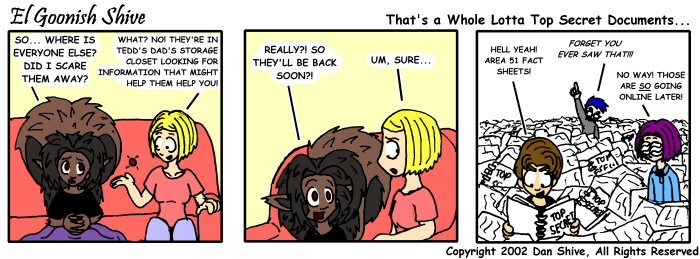 El Goonish Shive
That's a Whole Lotta Top Secret Documents...
SO... WHERE IS
EVERYONE ELSE?
DID I SCARE
THEM AWAY?
WHAT? NO! THEY'RE IN
TEDD'S DAD'S STORAGE
CLOSET LOOKING FOR
INFORMATION THAT MIGHT
HELP THEM HELP YOU!
REALLY?! SO
THEY'LL BE BACK
SOON?!
UM, SURE...
HELL YEAH!
AREA 51 FACT
SHEETS!
FORGET YOU
EVER SAW THAT!!!
NO WAY! THOSE
ARE SO GOING
ONLINE LATER!
TOP
SECRET
Copyright 2002 Dan Shive, All Rights Reserved